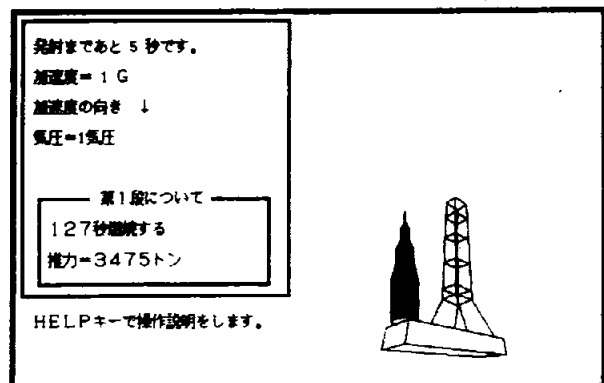 発射まであと 5 秒です。
加速度= 1 G
加速度の向き ↓
気圧=1気圧
第1段について
127秒燃焼する
推力=3475トン
HELPキーで操作説明をします。